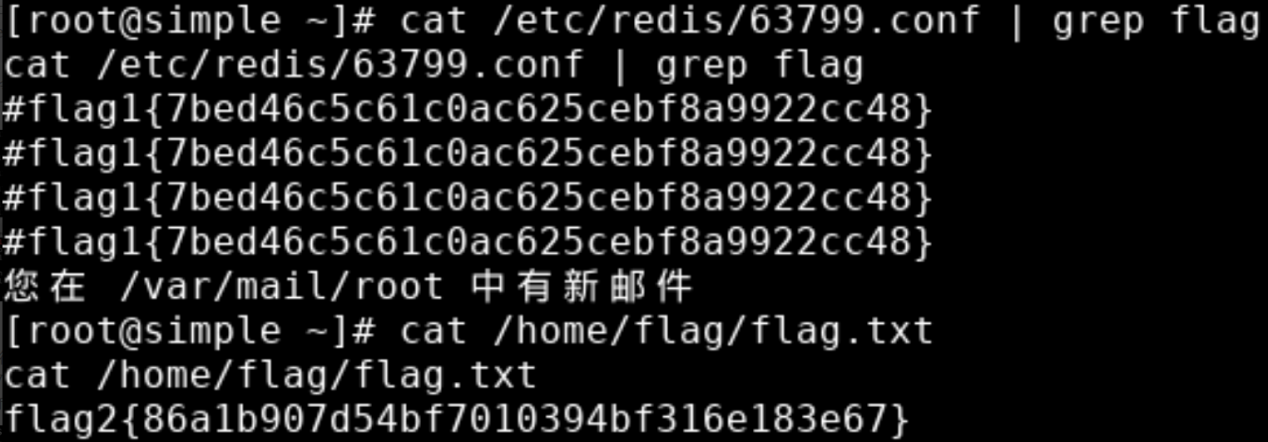 [root@simple ~]# cat /etc/redis/63799.conf | grep flag
cat /etc/redis/63799.conf | grep flag
#flag1{7bed46c5c61c0ac625cebf8a9922cc48}
#flag1{7bed46c5c61c0ac625cebf8a9922cc48}
#flag1{7bed46c5c61c0ac625cebf8a9922cc48}
#flag1{7bed46c5c61c0ac625cebf8a9922cc48}
您在 /var/mail/root 中有新邮件
[root@simple ~]# cat /home/flag/flag.txt
cat /home/flag/flag.txt
flag2{86a1b907d54bf7010394bf316e183e67}